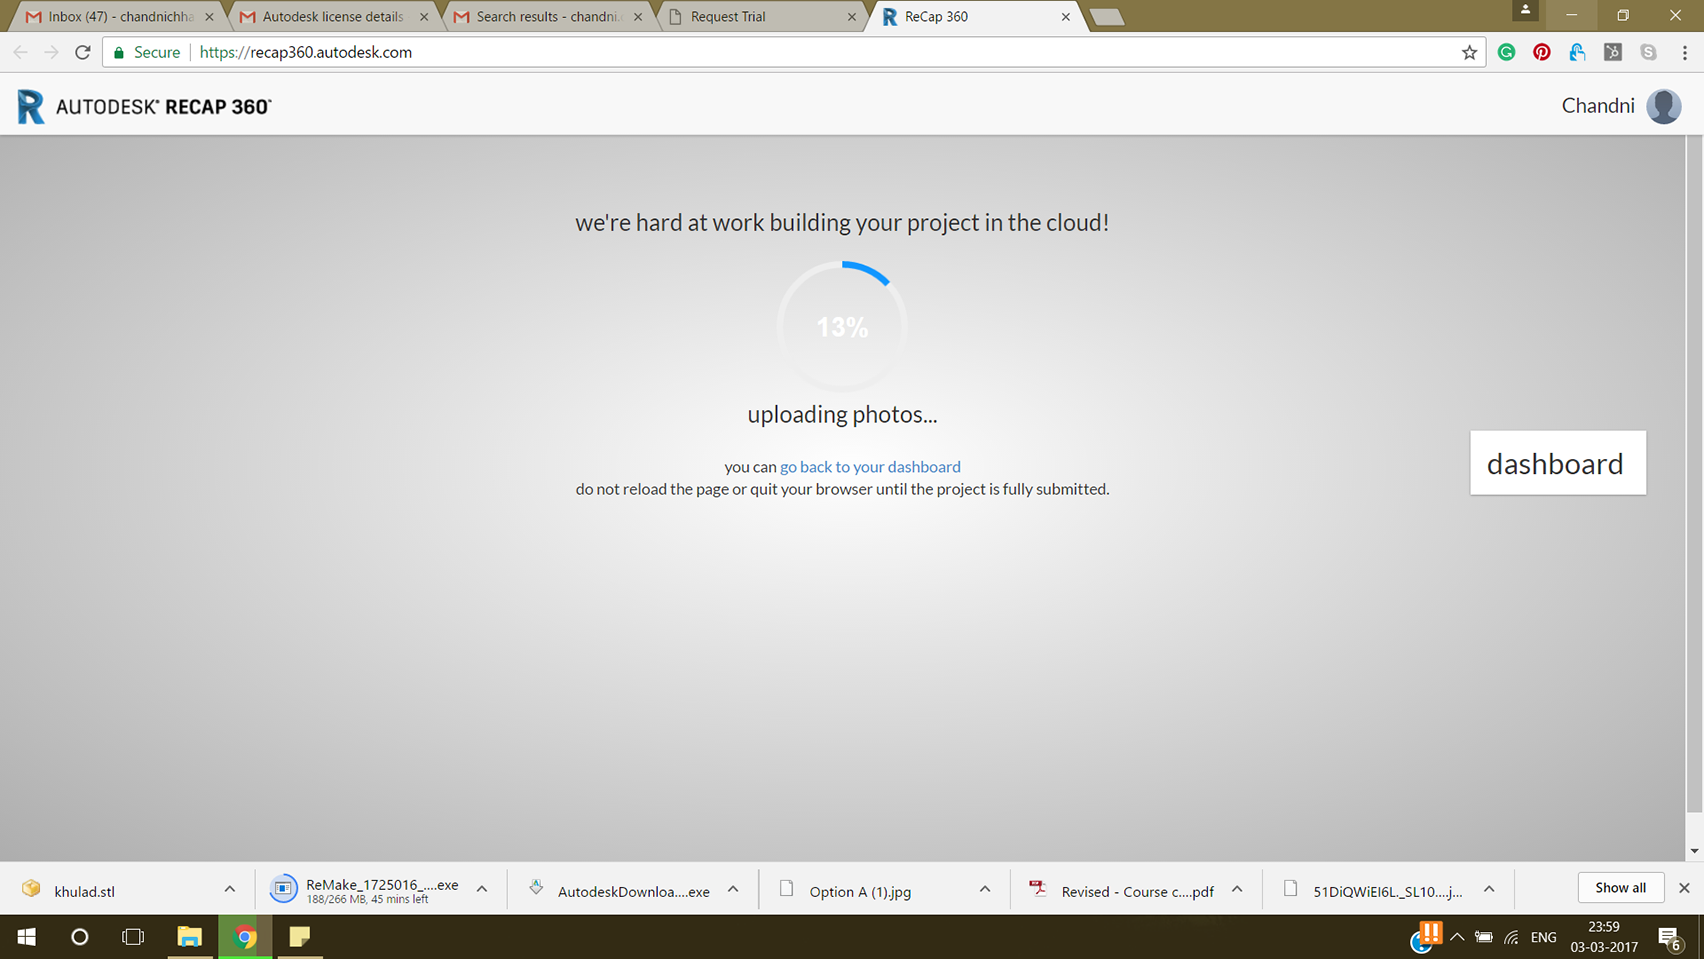 Inbox (47) - chandnichha
Autodesk license details
Search results - chandni.
Request Trial
ReCap 360
Secure
https://recap360.autodesk.com
AUTODESK® RECAP 360™
Chandni
we're hard at work building your project in the cloud!
13%
uploading photos...
you can go back to your dashboard
do not reload the page or quit your browser until the project is fully submitted.
dashboard
khulad.stl
ReMake_1725016_....exe
188/266 MB, 45 mins left
AutodeskDownloa....exe
Option A (1).jpg
Revised - Course c....pdf
51DiQWiEI6L._SL10....j...
Show all
ENG
23:59
03-03-2017
6